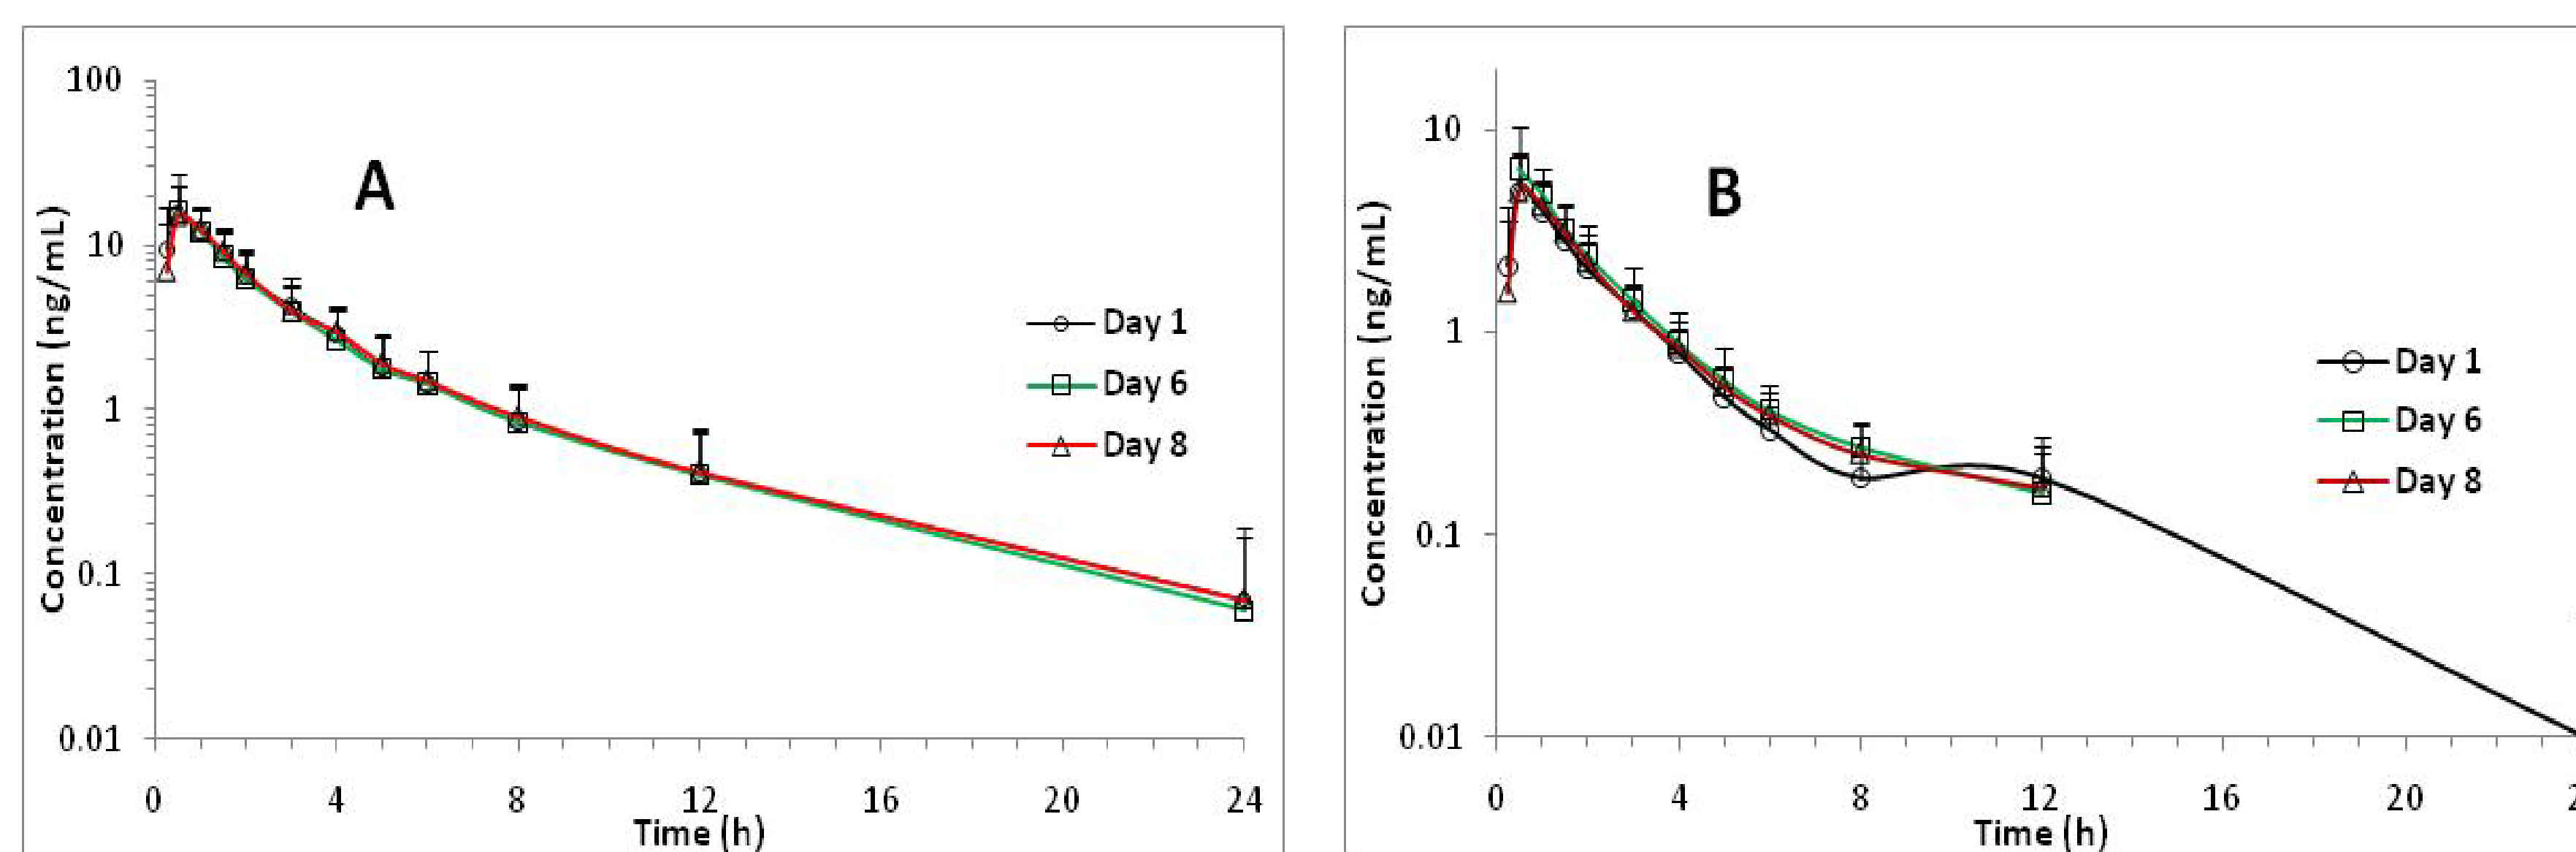 A
100
10
1
0.1
0.01
Concentration (ng/mL)
0 4 8 12 16 20 24
Time (h)
Day 1
Day 6
Day 8
B
10
1
0.1
0.01
Concentration (ng/mL)
0 4 8 12 16 20
Time (h)
Day 1
Day 6
Day 8